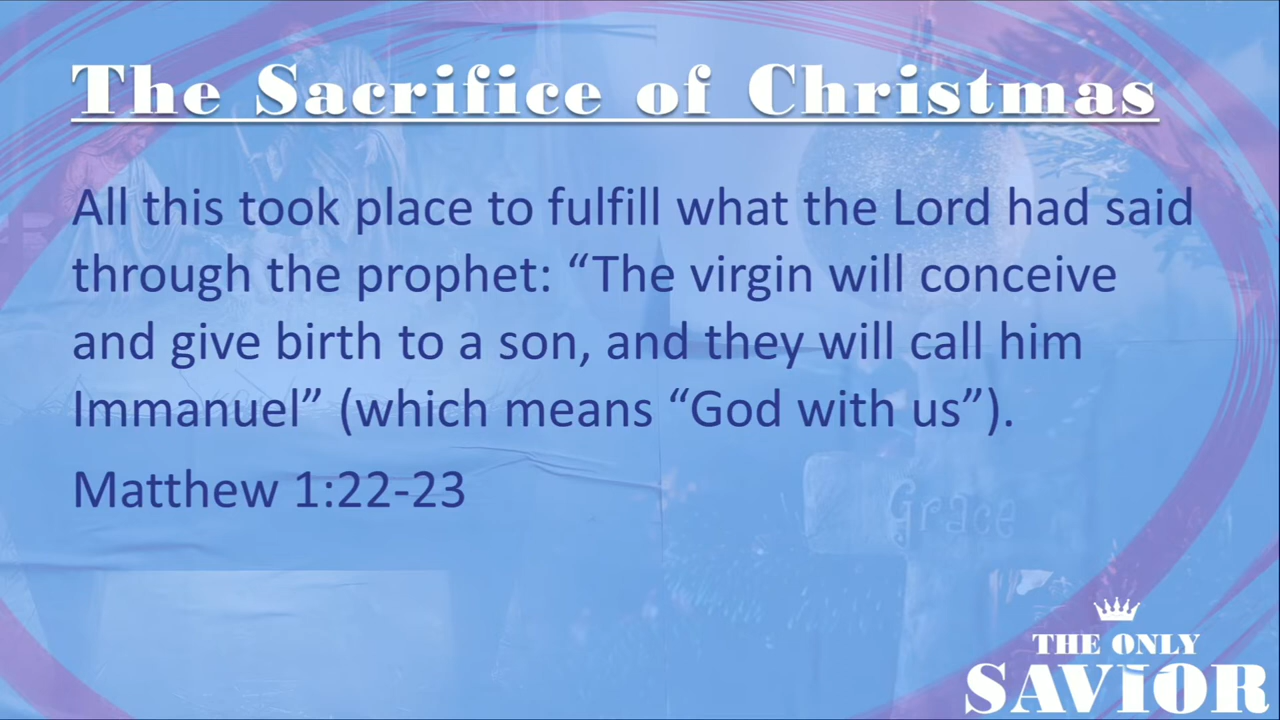 The Sacrifice of Christmas
All this took place to fulfill what the Lord had said
through the prophet: “The virgin will conceive
and give birth to a son, and they will call him
Immanuel” (which means “God with us”).
Matthew 1:22-23
Grace
THE ONLY
SAVIOR